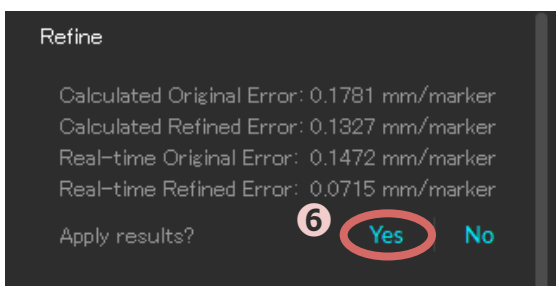 Refine
Calculated Original Error: 0.1781 mm/marker
Calculated Refined Error: 0.1327 mm/marker
Real-time Original Error: 0.1472 mm/marker
Real-time Refined Error: 0.0715 mm/marker
Apply results? 6 Yes No